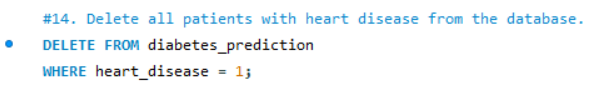 #14. Delete all patients with heart disease from the database.
DELETE FROM diabetes_prediction
WHERE heart_disease = 1;